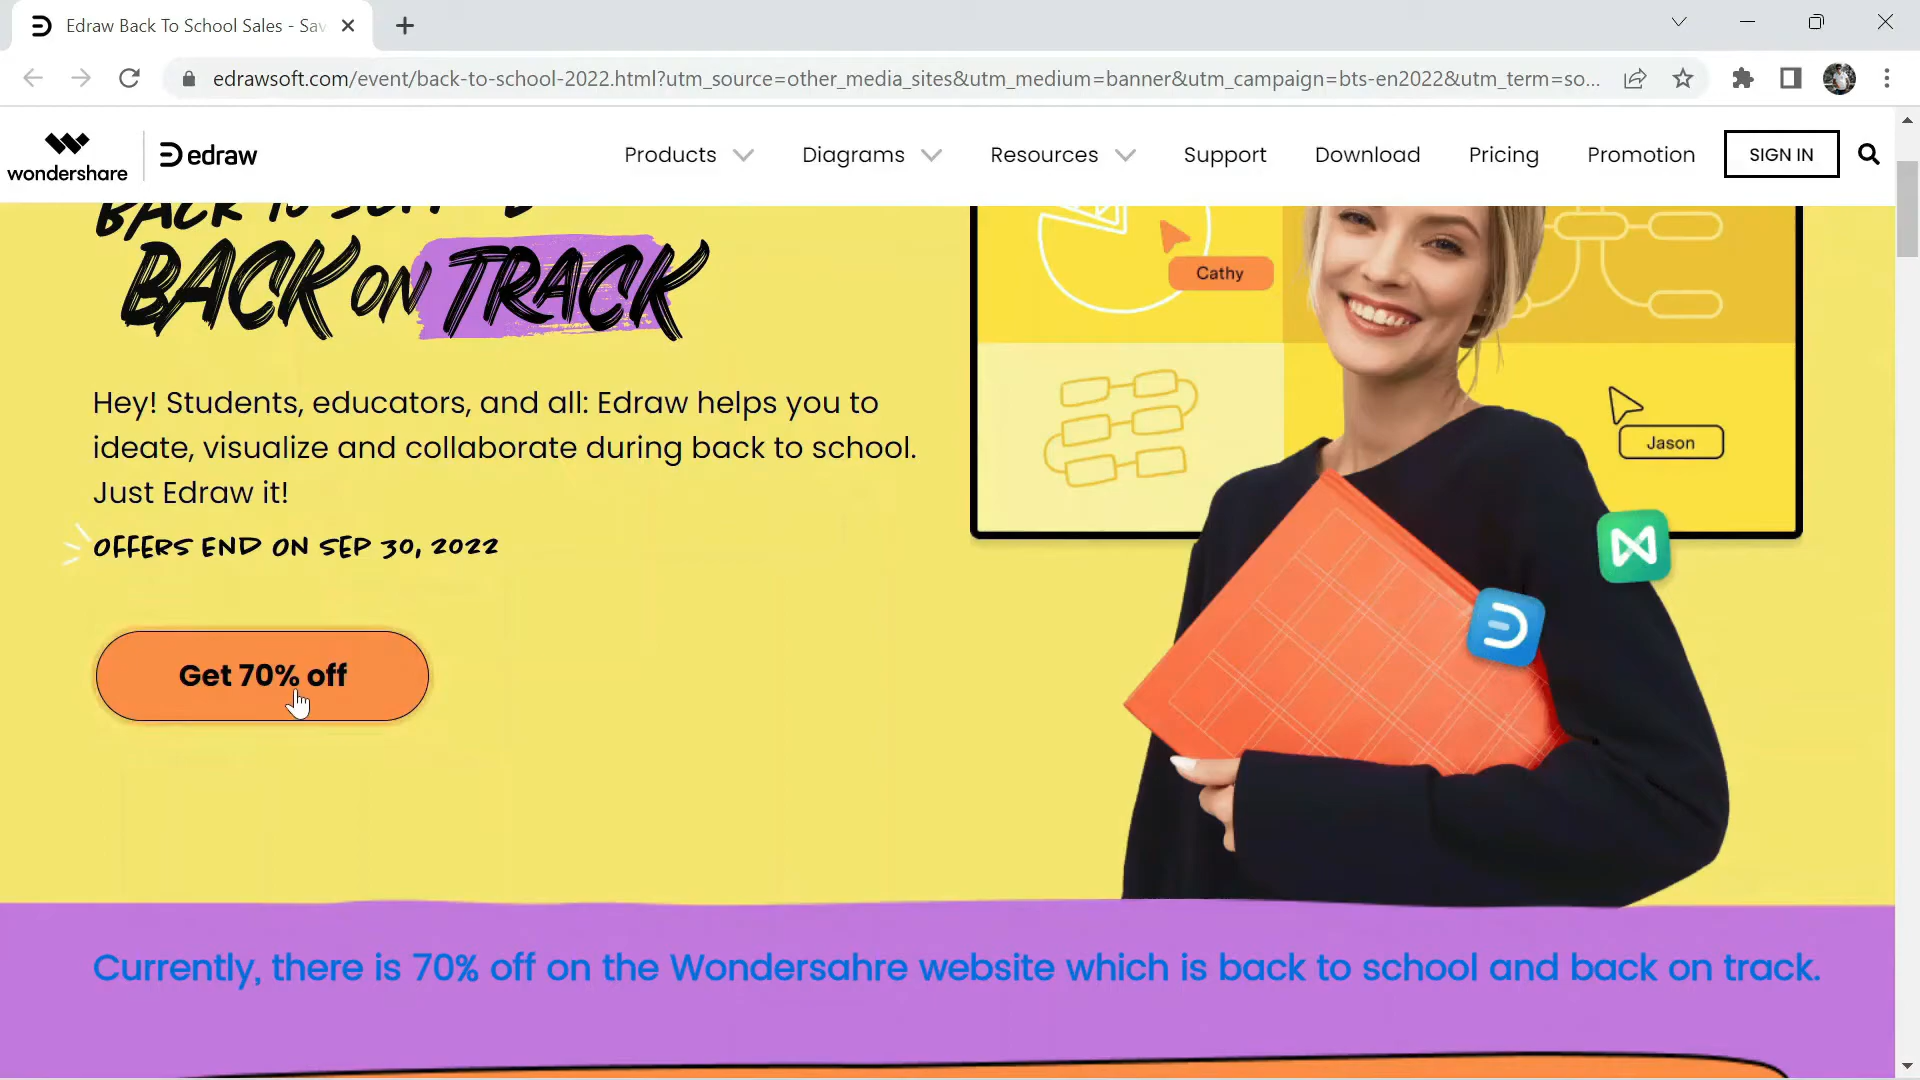 Edraw Back To School Sales - Sav
edrawsoft.com/event/back-to-school-2022.html?utm_source=other_media_sites&utm_medium=banner&utm_campaign=bts-en2022&utm_term=so...
wondershare
edraw
Products
Diagrams
Resources
Support
Download
Pricing
Promotion
SIGN IN
BACK ON TRACK
Cathy
Hey! Students, educators, and all: Edraw helps you to
ideate, visualize and collaborate during back to school.
Just Edraw it!
Jason
OFFERS END ON SEP 30, 2022
Get 70% off
Currently, there is 70% off on the Wondersahre website which is back to school and back on track.